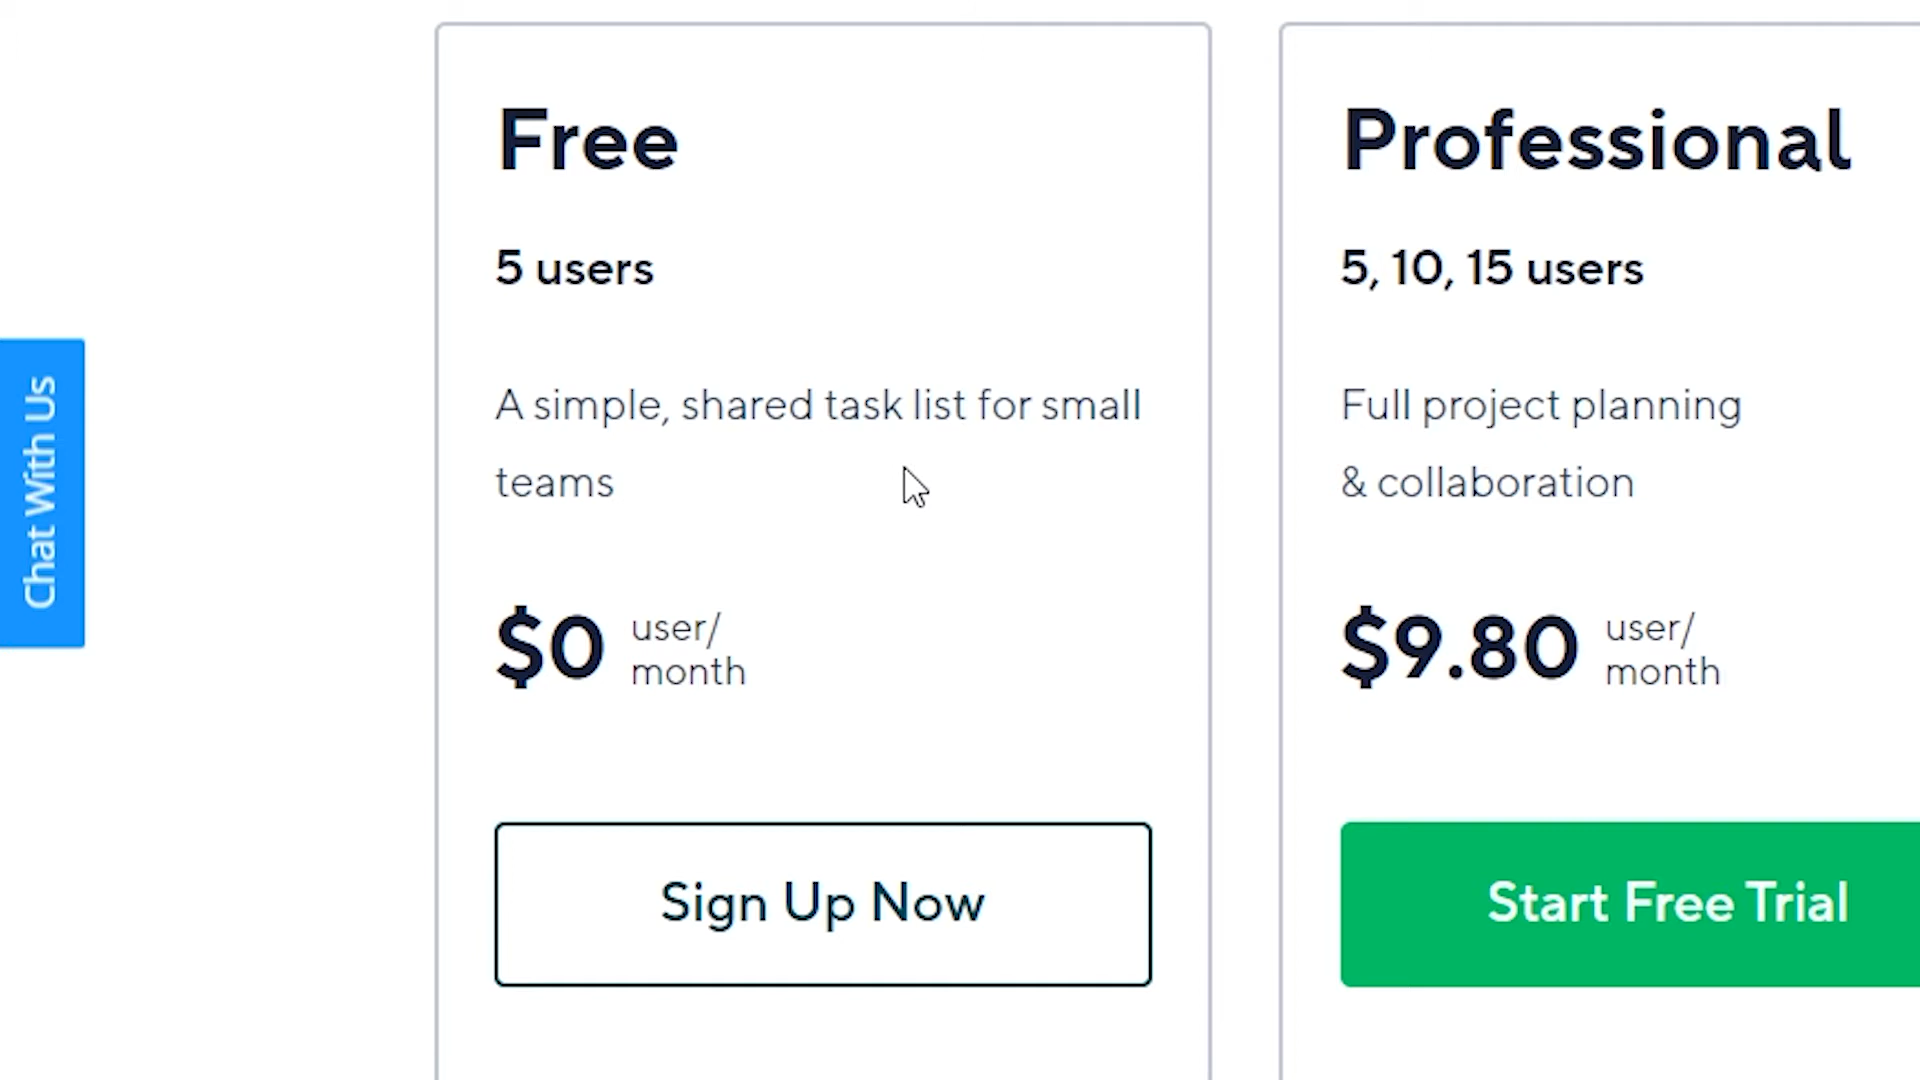 Free
5 users
A simple, shared task list for small
teams
$0 user/
month
Sign Up Now
Professional
5, 10, 15 users
Full project planning
& collaboration
$9.80 user/
month
Start Free Trial
Chat With Us